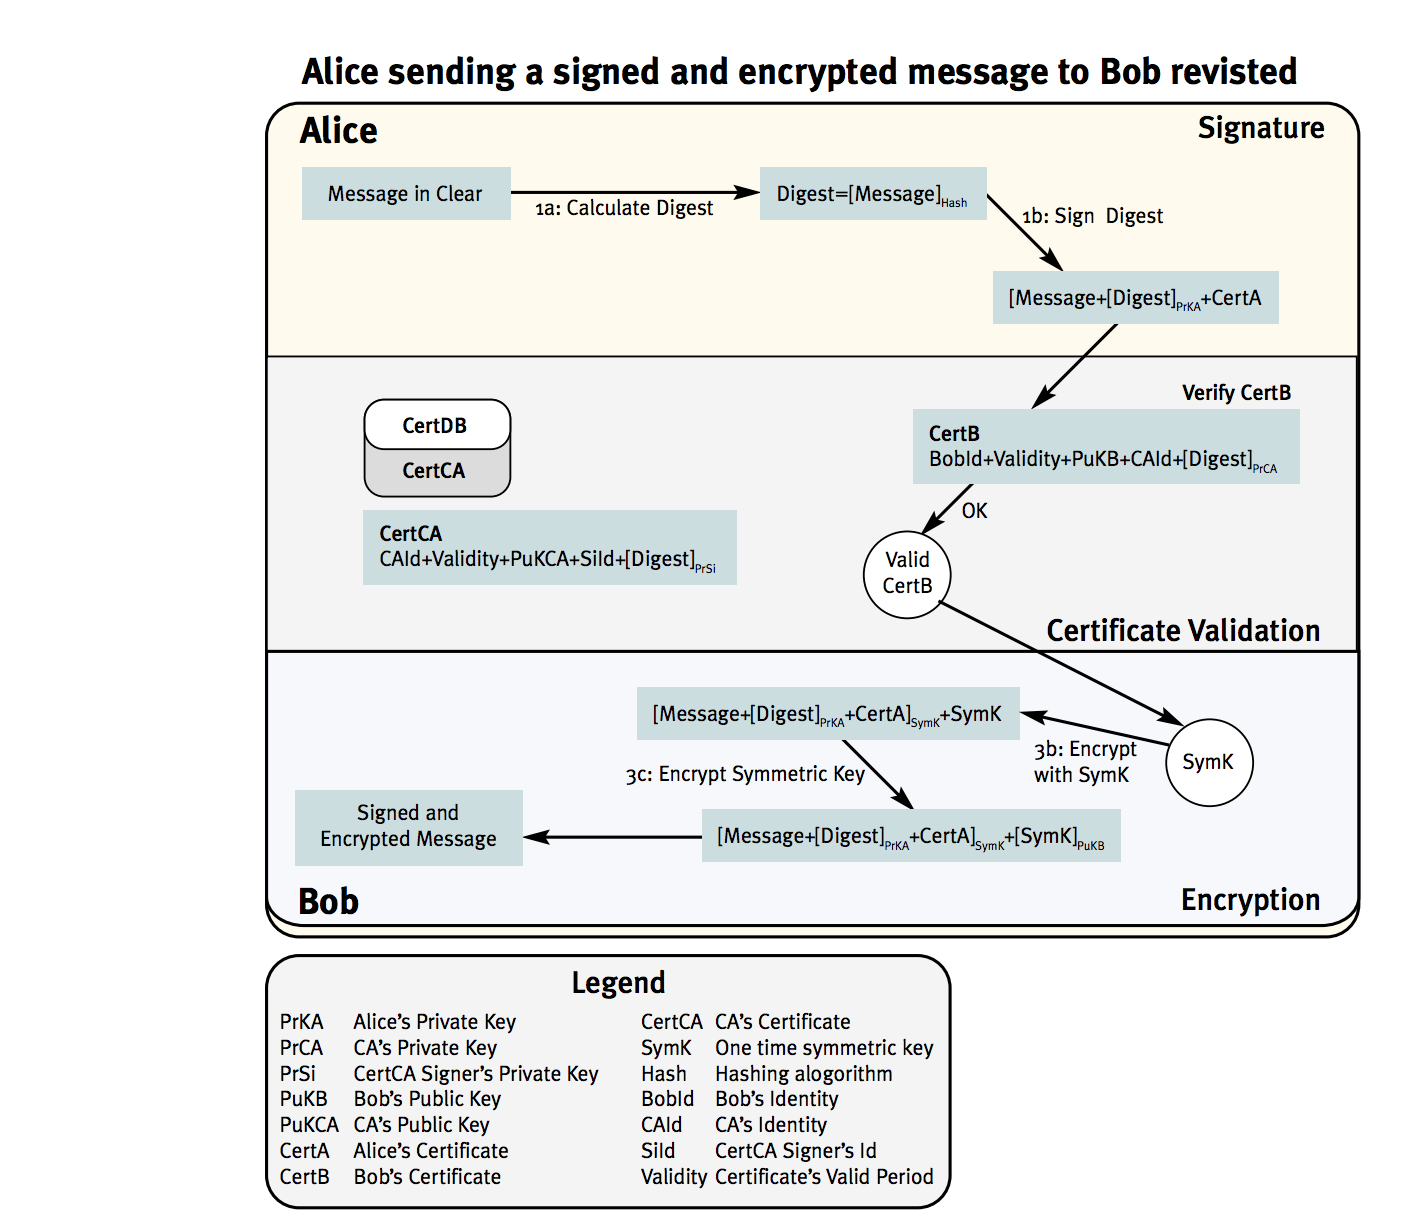 Alice sending a signed and encrypted message to Bob revisted
Alice
Signature
Message in Clear
1a: Calculate Digest
Digest=[Message]Hash
1b: Sign Digest
[Message+[Digest]PrKA+CertA
Verify CertB
CertDB
CertCA
CertB
BobId+Validity+PuKB+CAId+[Digest]PrCA
OK
CertCA
CAId+Validity+PuKCA+SiId+[Digest]PrSi
Valid
CertB
Certificate Validation
[Message+[Digest]PrKA+CertA]SymK+SymK
3b: Encrypt
with SymK
SymK
3c: Encrypt Symmetric Key
Signed and
Encrypted Message
[Message+[Digest]PrKA+CertA]SymK+[SymK]PuKB
Bob
Encryption
Legend
PrKA Alice's Private Key
PrCA CA's Private Key
PrSi CertCA Signer's Private Key
PuKB Bob's Public Key
PuKCA CA's Public Key
CertA Alice's Certificate
CertB Bob's Certificate
CertCA CA's Certificate
SymK One time symmetric key
Hash Hashing alogorithm
BobId Bob's Identity
CAId CA's Identity
SiId CertCA Signer's Id
Validity Certificate's Valid Period